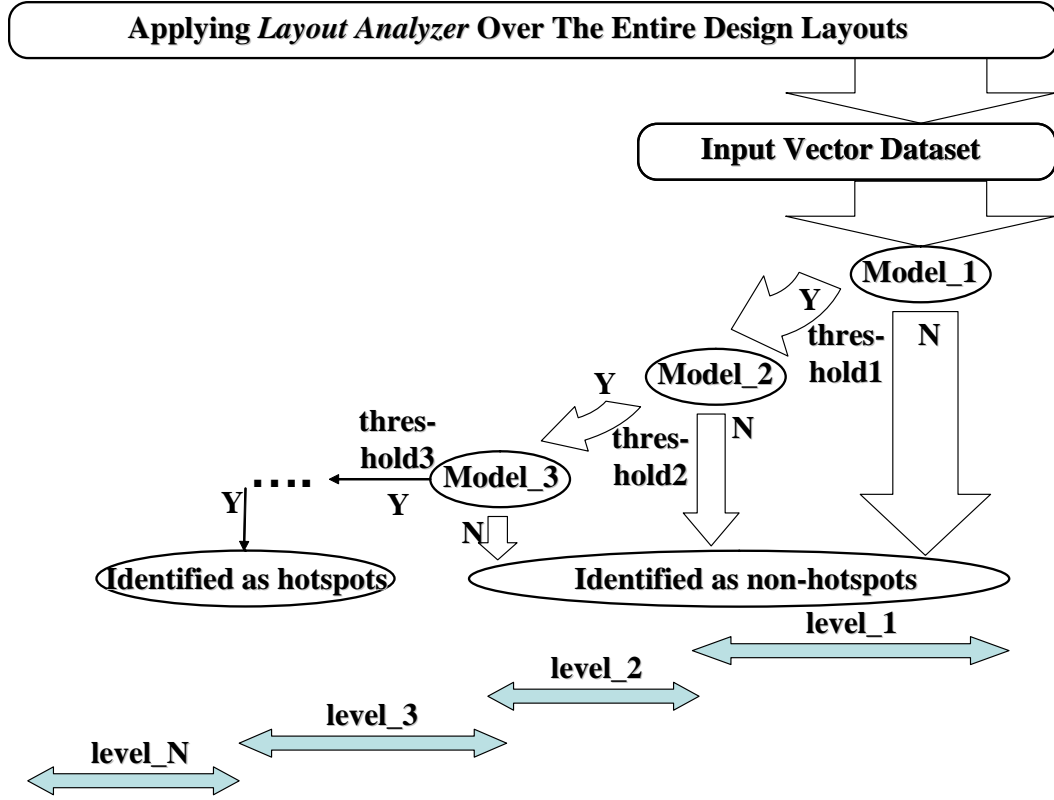 Applying Layout Analyzer Over The Entire Design Layouts
Input Vector Dataset
Model_1
Y
thres-
hold1
N
Model_2
Y
thres-
hold2
N
thres-
hold3
Model_3
....
Y
Y
N
Identified as hotspots
Identified as non-hotspots
level_1
level_2
level_3
level_N